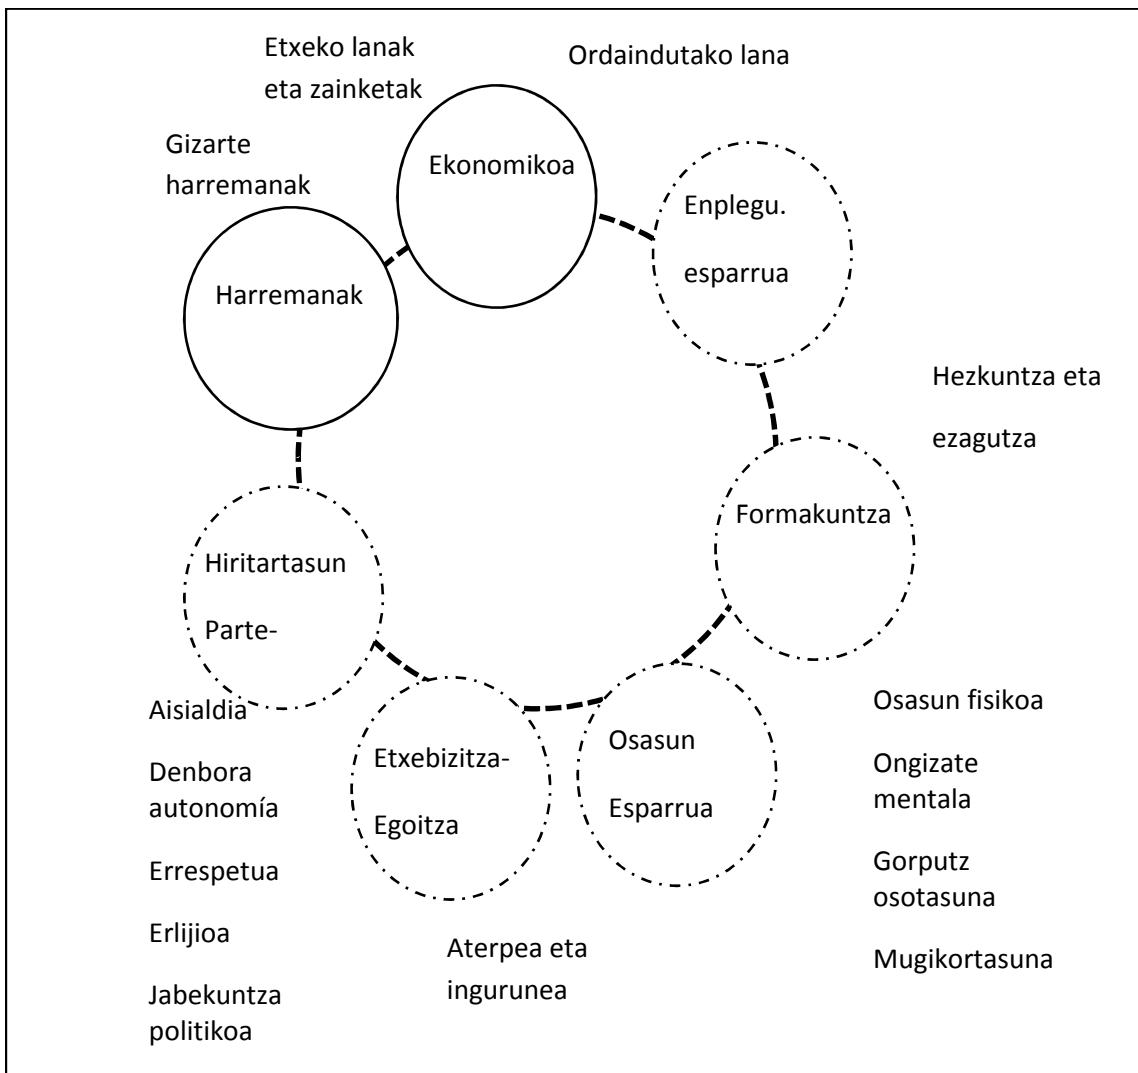 Etxeko lanak
eta zainketak
Ordaindutako lana
Gizarte
harremanak
Ekonomikoa
Enplegu.
esparrua
Harremanak
Hezkuntza eta
ezagutza
Formakuntza
Hiritartasun
Parte-
Aisialdia
Denbora
autonomía
Errespetua
Erlijioa
Jabekuntza
politikoa
Etxebizitza-
Egoitza
Osasun
Esparrua
Aterpea eta
ingurunea
Osasun fisikoa
Ongizate
mentala
Gorputz
osotasuna
Mugikortasuna